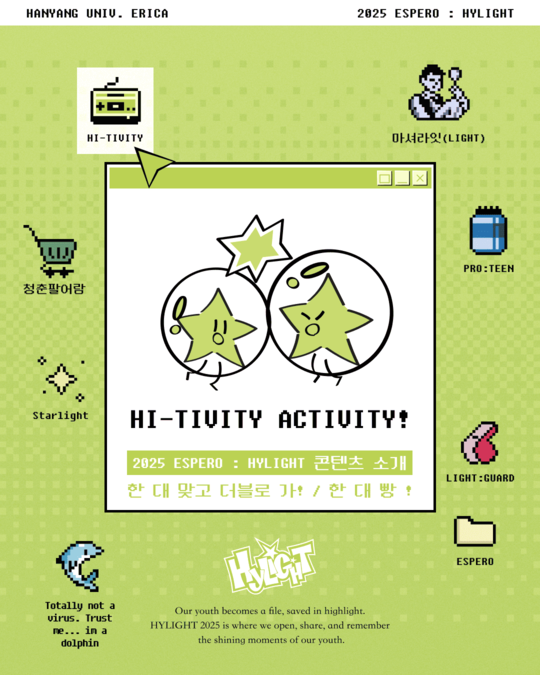 HANYANG UNIV. ERICA
2025 ESPERO : HYLIGHT
HI-TIVITY
마셔라잇(LIGHT)
청춘팔어람
PRO:TEEN
Starlight
HI-TIVITY ACTIVITY!
2025 ESPERO : HYLIGHT 콘텐츠 소개
한 대 맞고 더블로 가! / 한 대 빵 !
LIGHT:GUARD
ESPERO
HYLIGHT
Totally not a
virus. Trust
me... im a
dolphin
Our youth becomes a file, saved in highlight.
HYLIGHT 2025 is where we open, share, and remember
the shining moments of our youth.